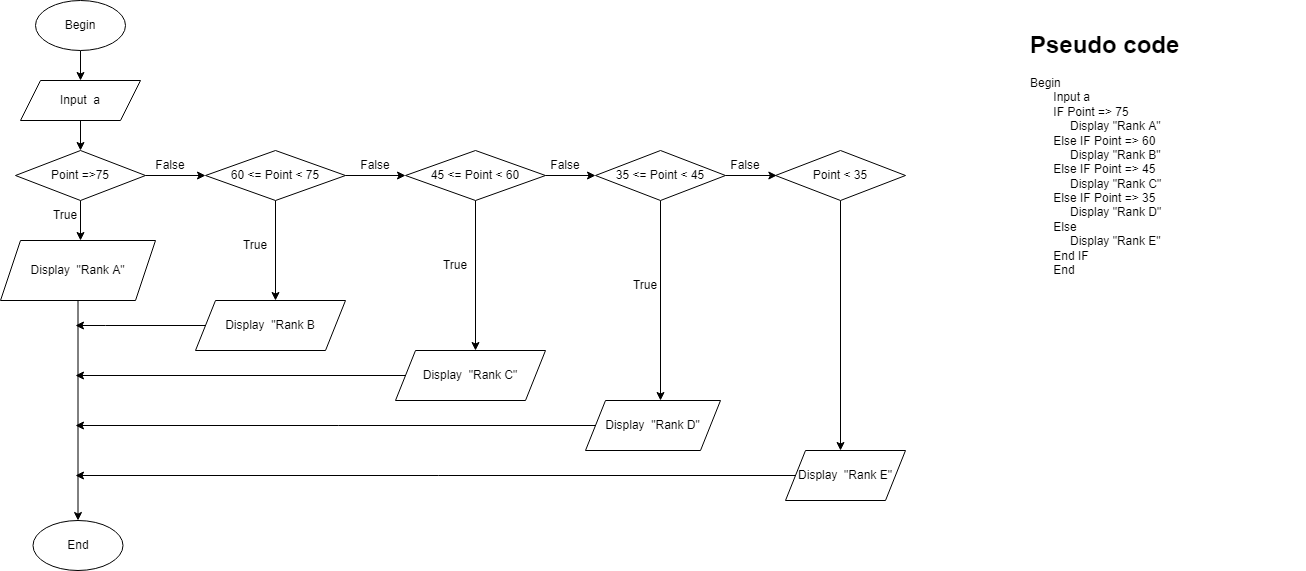 Begin
Input  a
Point =>75
False
60 <= Point < 75
False
45 <= Point < 60
False
35 <= Point < 45
False
Point < 35
True
True
True
True
Display  "Rank A"
Display  "Rank B
Display  "Rank C"
Display  "Rank D"
Display  "Rank E"
End
Pseudo code
Begin
Input a
IF Point => 75
Display "Rank A"
Else IF Point => 60
Display "Rank B"
Else IF Point => 45
Display "Rank C"
Else IF Point => 35
Display "Rank D"
Else
Display "Rank E"
End IF
End